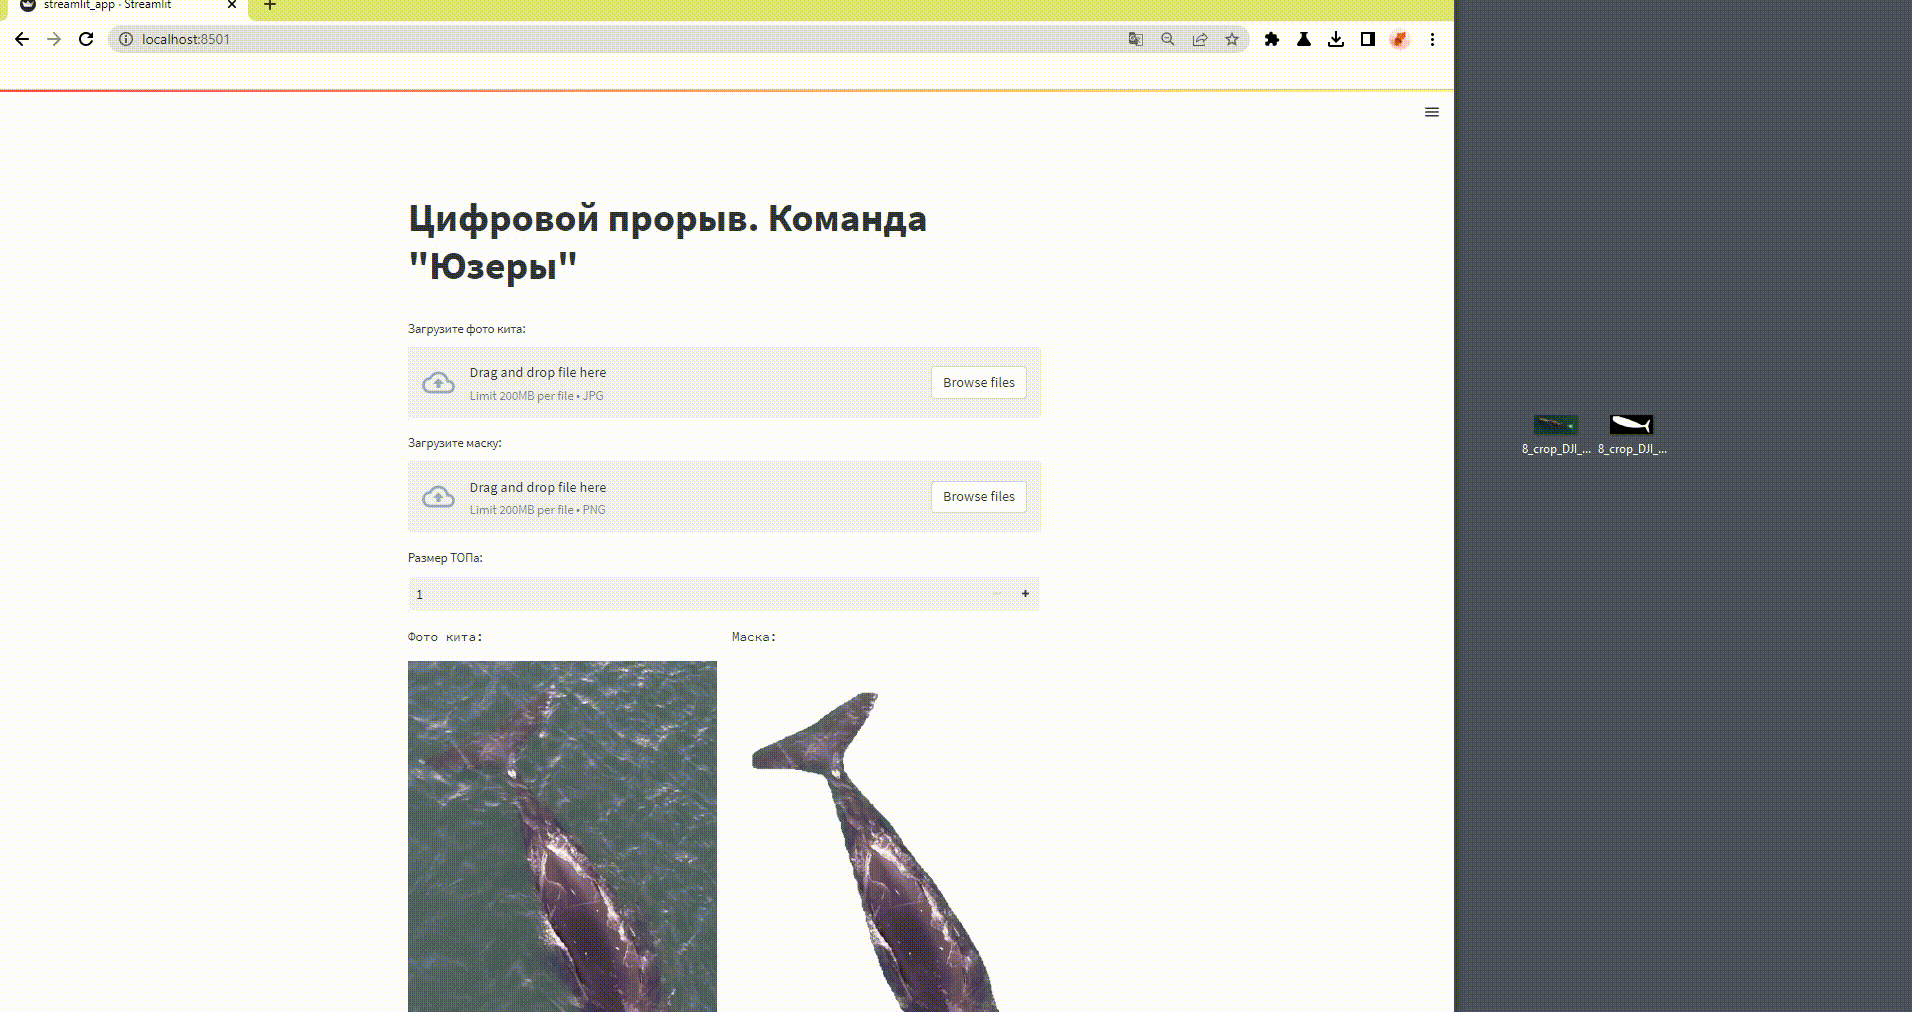 streamlit_app · Streamlit
localhost:8501
Цифровой прорыв. Команда
"Юзеры"
Загрузите фото кита:
Drag and drop file here
Limit 200MB per file • JPG
Browse files
Загрузите маску:
Drag and drop file here
Limit 200MB per file • PNG
Browse files
Размер ТОПа:
1
Фото кита:
Маска:
8_crop_DJI_...
8_crop_DJI_...